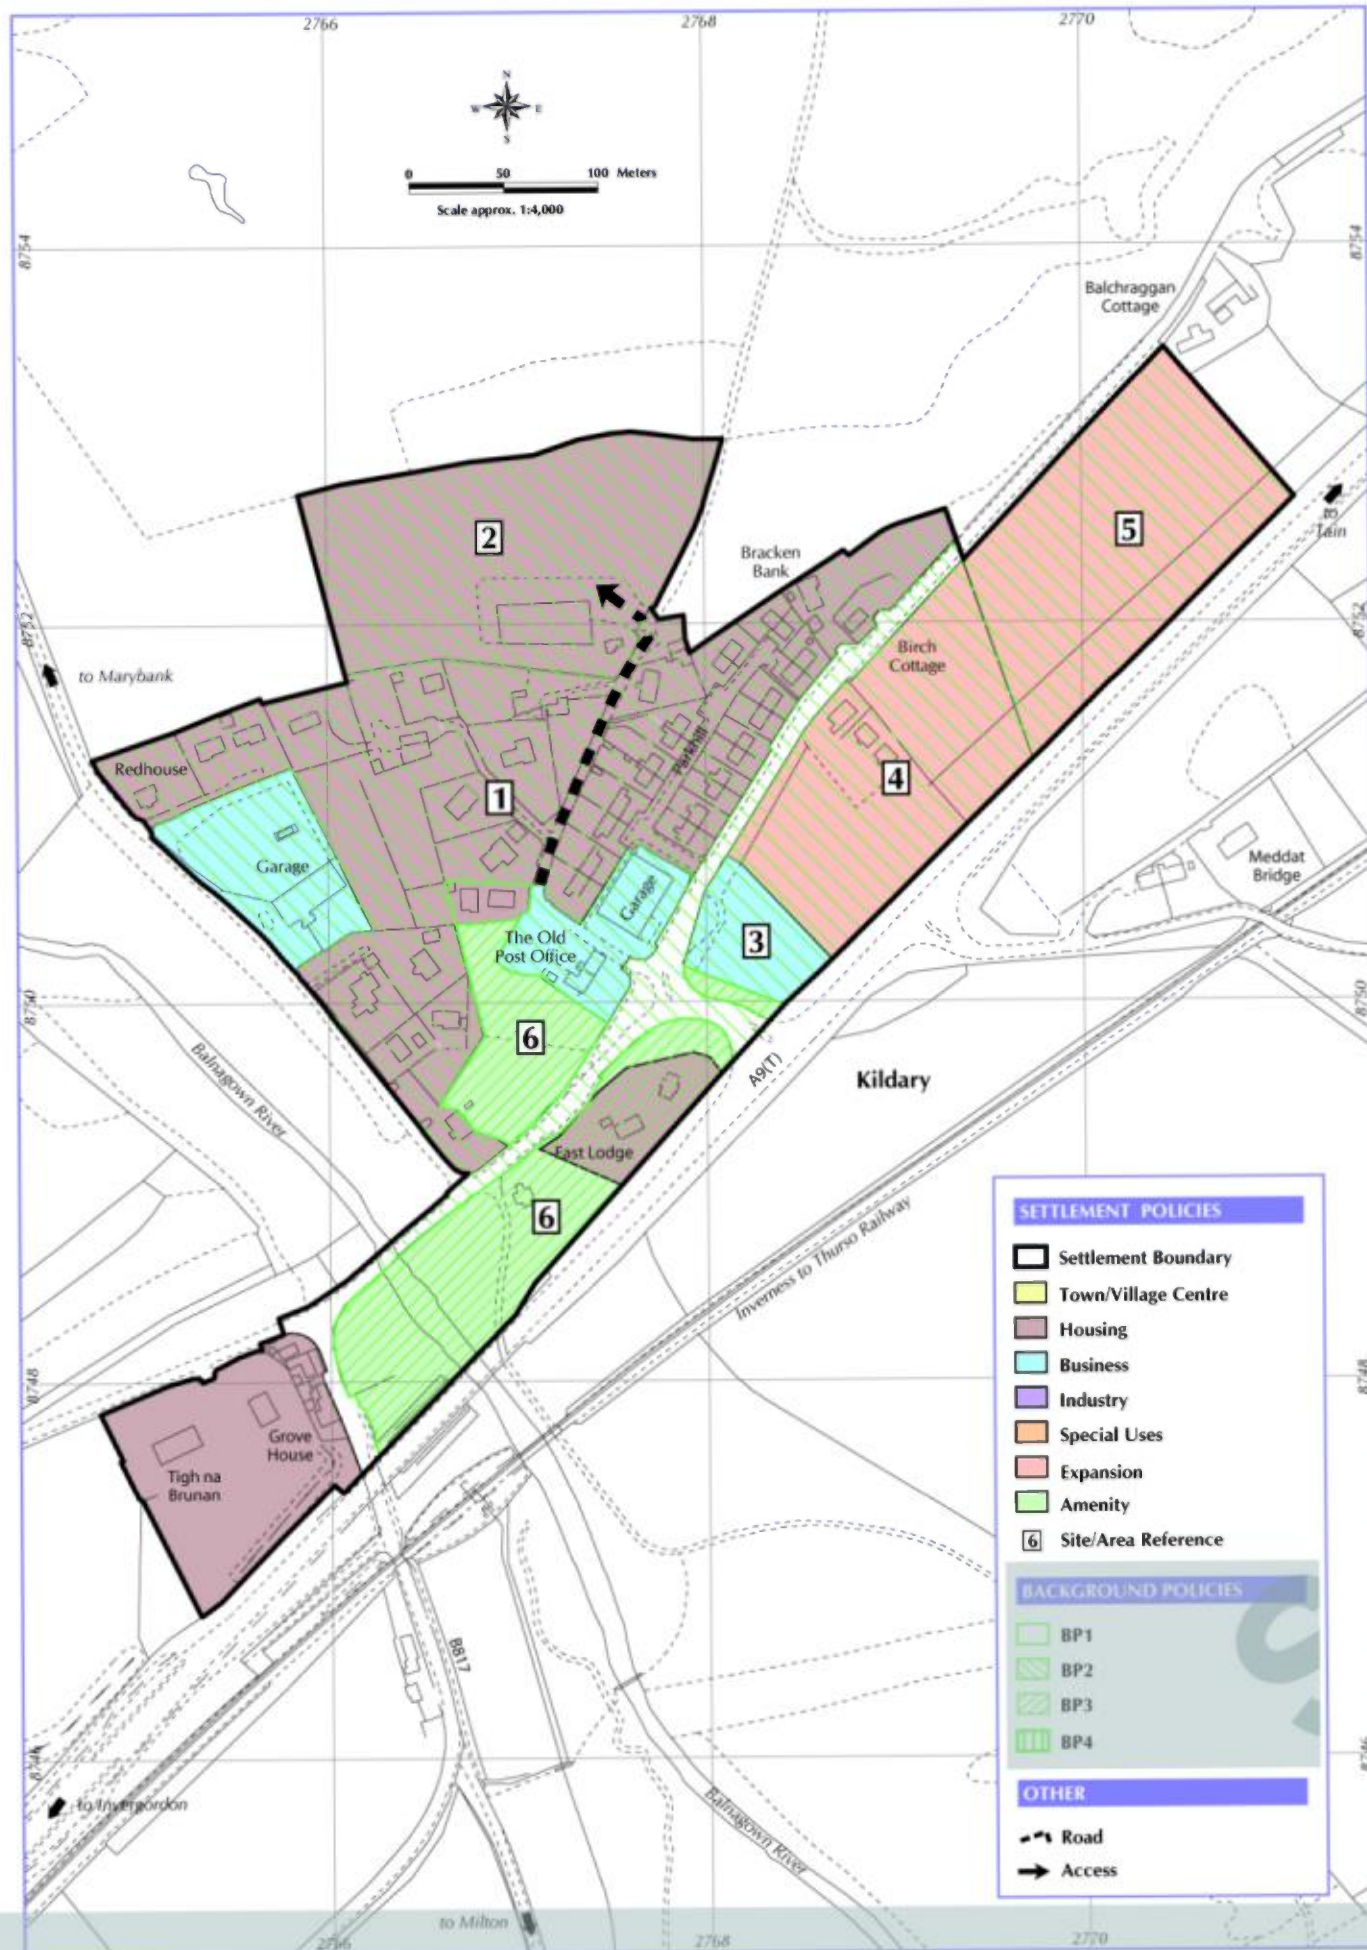 2766
2768
2770
N
W
E
S
0 50 100 Meters
Scale approx. 1:4,000
8754
8754
Balchraggan
Cottage
2
5
to
Tain
Bracken
Bank
8752
8752
Birch
Cottage
to Marybank
Redhouse
Parkhill
1
4
Garage
Garage
Meddat
Bridge
3
The Old
Post Office
8750
8750
6
Balnagown River
A9(T)
Kildary
East Lodge
6
Inverness to Thurso Railway
8748
8748
Grove
House
Tigh na
Brunan
B817
8746
8746
to Invergordon
Balnagown River
to Milton
2766
2768
2770
SETTLEMENT POLICIES
Settlement Boundary
Town/Village Centre
Housing
Business
Industry
Special Uses
Expansion
Amenity
6 Site/Area Reference
BACKGROUND POLICIES
BP1
BP2
BP3
BP4
OTHER
Road
Access